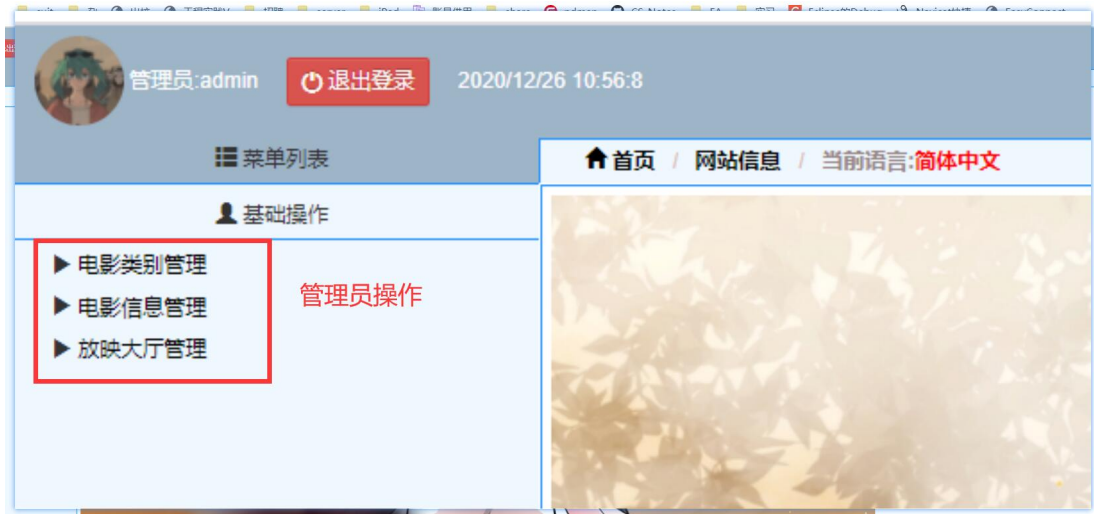 管理员:admin
退出登录
2020/12/26 10:56:8
菜单列表
首页 / 网站信息 / 当前语言:简体中文
基础操作
电影类别管理
电影信息管理
放映大厅管理
管理员操作